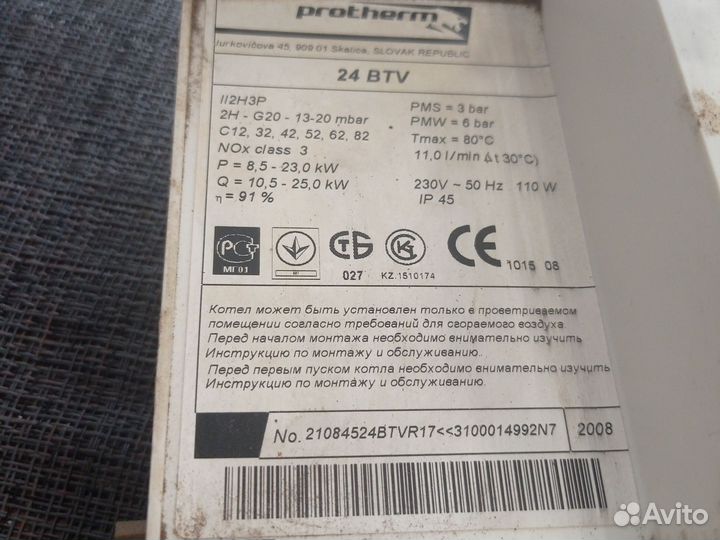 protherm
Jurkovičova 45, 909 01 Skalica, SLOVAK REPUBLIC
24 BTV
II2H3P
2H - G20 - 13-20 mbar
C12, 32, 42, 52, 62, 82
NOx class 3
P = 8,5 - 23,0 kW
Q = 10,5 - 25,0 kW
η = 91 %
PMS = 3 bar
PMW = 6 bar
Tmax = 80°C
11,0 l/min Δt 30°C)
230V ~ 50 Hz 110 W
IP 45
РСТ
МГ01
СТБ
027
KZ.1510174
CE
1015 08
Котел может быть установлен только в проветриваемом
помещении согласно требований для сгораемого воздуха
Перед началом монтажа необходимо внимательно изучить
Инструкцию по монтажу и обслуживанию.
Перед первым пуском котла необходимо внимательно изучить
Инструкцию по монтажу и обслуживанию.
No. 21084524BTVR17<<3100014992N7
2008
Avito